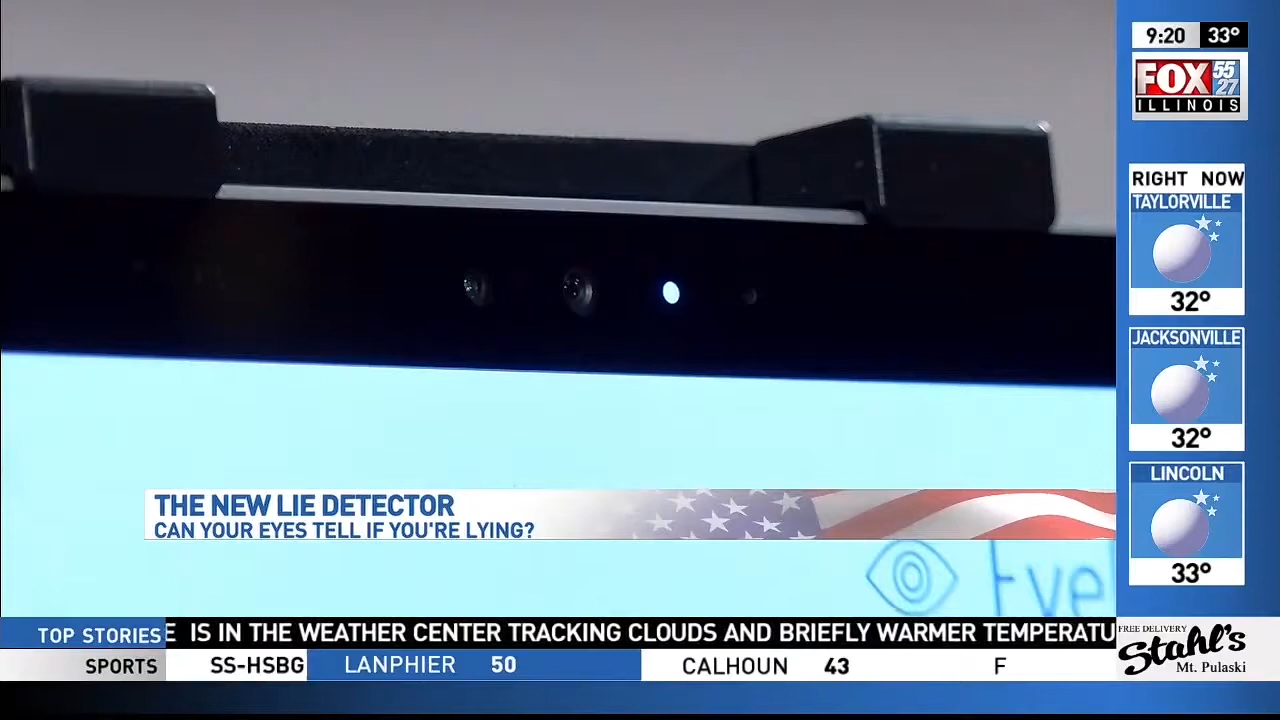 9:20 33°
FOX 55 27
ILLINOIS
RIGHT NOW
TAYLORVILLE
32°
JACKSONVILLE
32°
LINCOLN
33°
THE NEW LIE DETECTOR
CAN YOUR EYES TELL IF YOU'RE LYING?
TOP STORIES E IS IN THE WEATHER CENTER TRACKING CLOUDS AND BRIEFLY WARMER TEMPERATU
SPORTS SS-HSBG LANPHIER 50 CALHOUN 43 F
FREE DELIVERY
Stahl's
Mt. Pulaski